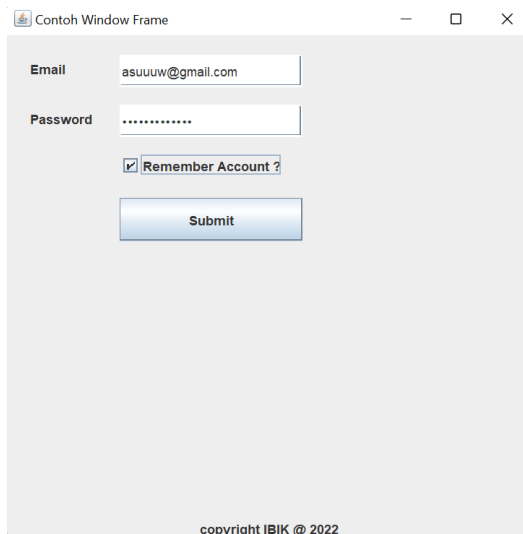 Contoh Window Frame
Email asuuuw@gmail.com
Password •••••••••••••
Remember Account ?
Submit
copyright IBIK @ 2022